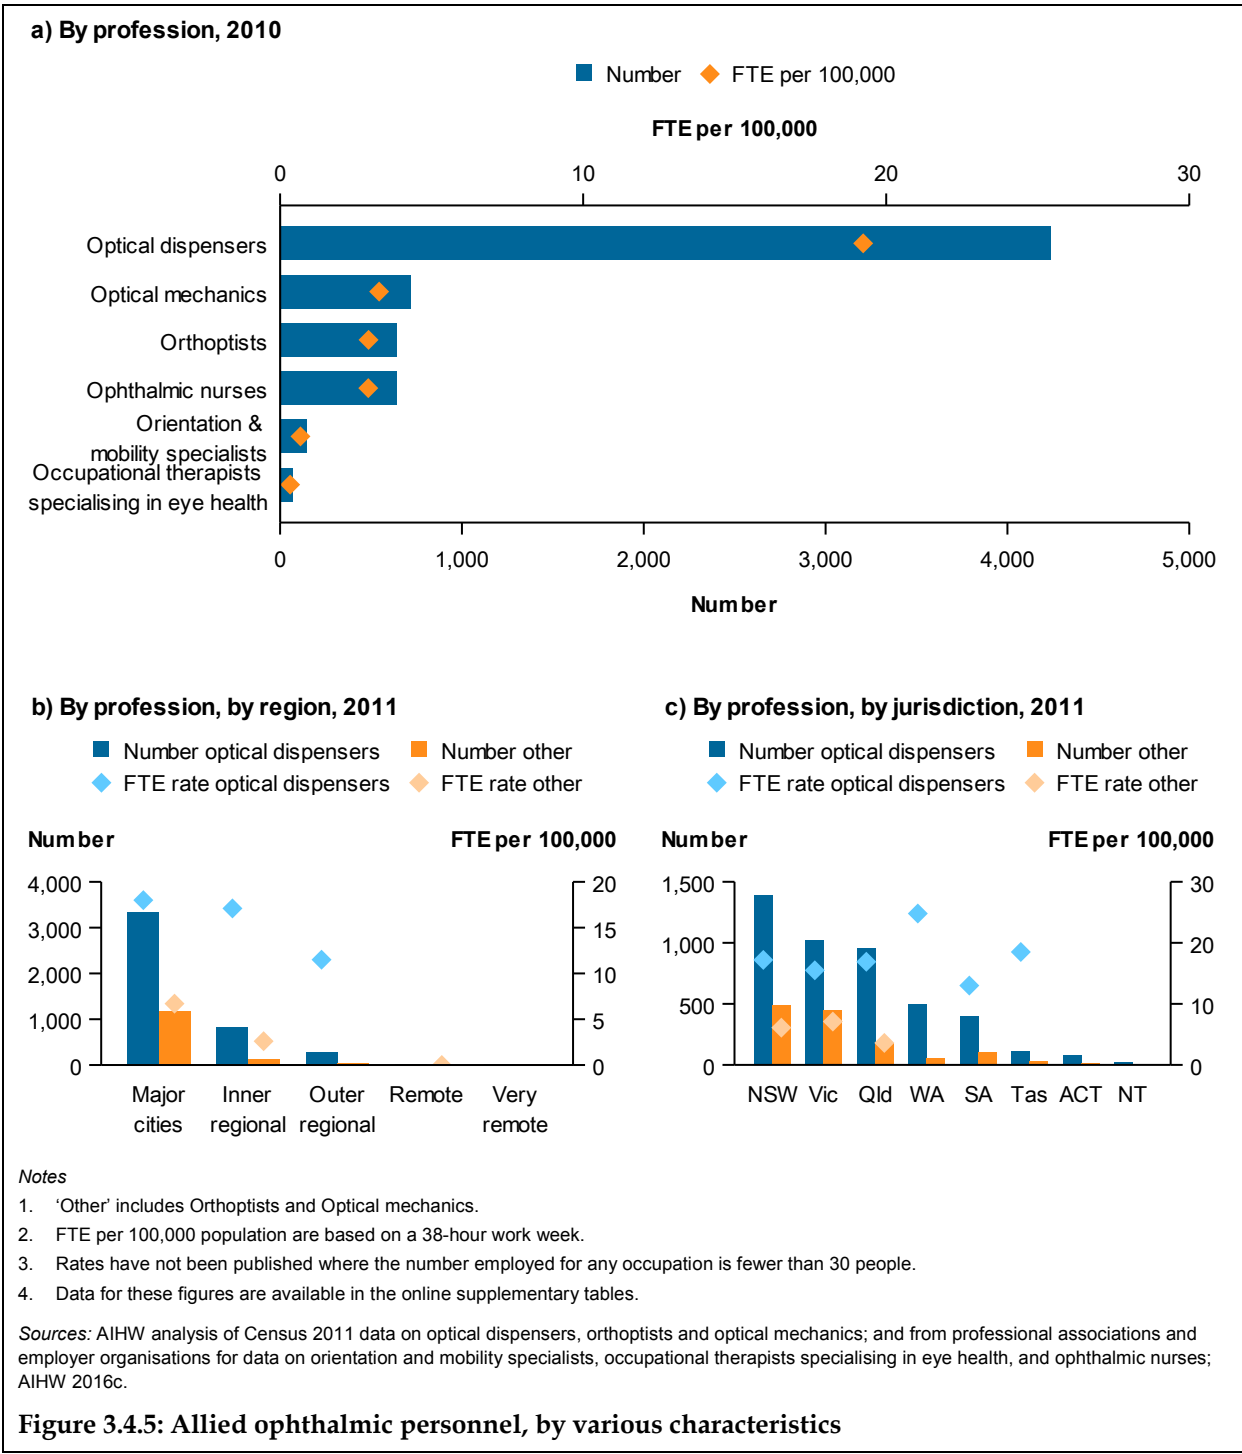 a) By profession, 2010
Number FTE per 100,000
FTE per 100,000
0 10 20 30
Optical dispensers
Optical mechanics
Orthoptists
Ophthalmic nurses
Orientation &
mobility specialists
Occupational therapists
specialising in eye health
0 1,000 2,000 3,000 4,000 5,000
Number
b) By profession, by region, 2011
Number optical dispensers Number other
FTE rate optical dispensers FTE rate other
Number FTE per 100,000
4,000 20
3,000 15
2,000 10
1,000 5
0 0
Major Inner Outer Remote Very
cities regional regional remote
c) By profession, by jurisdiction, 2011
Number optical dispensers Number other
FTE rate optical dispensers FTE rate other
Number FTE per 100,000
1,500 30
1,000 20
500 10
0 0
NSW Vic Qld WA SA Tas ACT NT
Notes
1. ‘Other’ includes Orthoptists and Optical mechanics.
2. FTE per 100,000 population are based on a 38-hour work week.
3. Rates have not been published where the number employed for any occupation is fewer than 30 people.
4. Data for these figures are available in the online supplementary tables.
Sources: AIHW analysis of Census 2011 data on optical dispensers, orthoptists and optical mechanics; and from professional associations and
employer organisations for data on orientation and mobility specialists, occupational therapists specialising in eye health, and ophthalmic nurses;
AIHW 2016c.
Figure 3.4.5: Allied ophthalmic personnel, by various characteristics